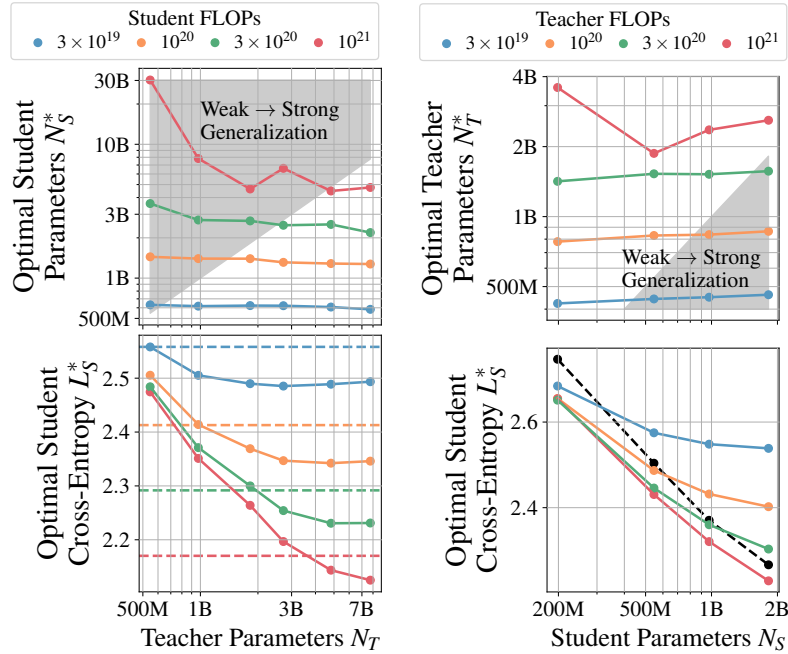 Student FLOPs
3 × 10^19 10^20 3 × 10^20 10^21
Teacher FLOPs
3 × 10^19 10^20 3 × 10^20 10^21
Optimal Student
Parameters N*_S
30B
10B
3B
1B
500M
Weak → Strong
Generalization
Optimal Teacher
Parameters N*_T
4B
2B
1B
500M
Weak → Strong
Generalization
Optimal Student
Cross-Entropy L*_S
2.5
2.4
2.3
2.2
500M 1B 3B 7B
Teacher Parameters N_T
Optimal Student
Cross-Entropy L*_S
2.6
2.4
200M 500M 1B 2B
Student Parameters N_S